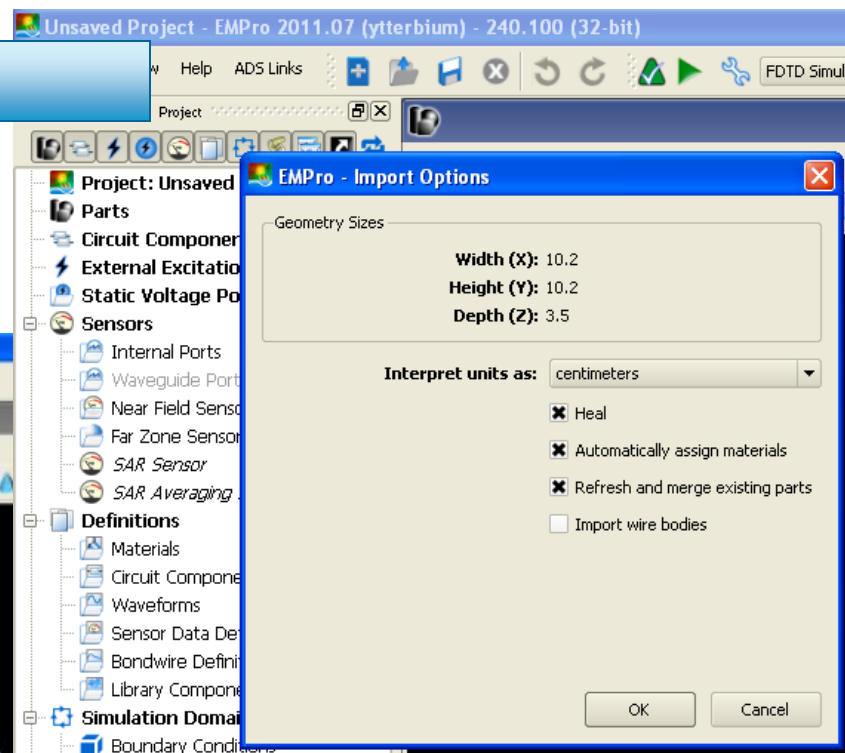 Unsaved Project - EMPro 2011.07 (ytterbium) - 240.100 (32-bit)
Help ADS Links FDTD Simul
Project
Project: Unsaved
Parts
Circuit Componen
External Excitatio
Static Voltage Po
Sensors
Internal Ports
Waveguide Port
Near Field Senso
Far Zone Sensor
SAR Sensor
SAR Averaging
Definitions
Materials
Circuit Compone
Waveforms
Sensor Data De
Bondwire Defini
Library Compone
Simulation Domai
Boundary Conditions
EMPro - Import Options
Geometry Sizes
Width (X): 10.2
Height (Y): 10.2
Depth (Z): 3.5
Interpret units as: centimeters
Heal
Automatically assign materials
Refresh and merge existing parts
Import wire bodies
OK Cancel